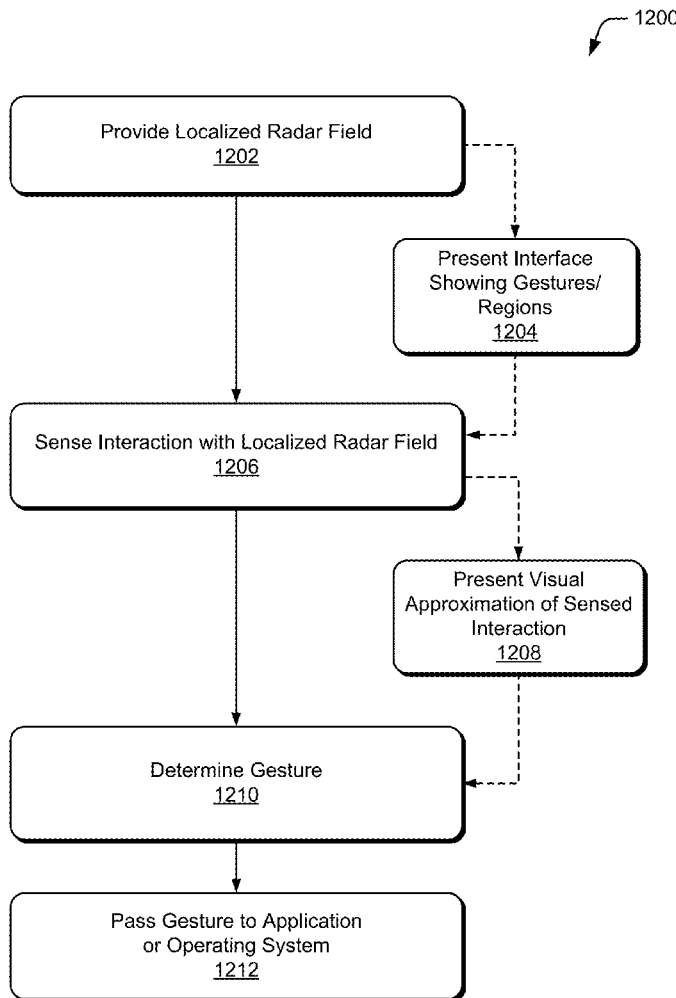 1200
Provide Localized Radar Field
1202
Present Interface
Showing Gestures/
Regions
1204
Sense Interaction with Localized Radar Field
1206
Present Visual
Approximation of Sensed
Interaction
1208
Determine Gesture
1210
Pass Gesture to Application
or Operating System
1212